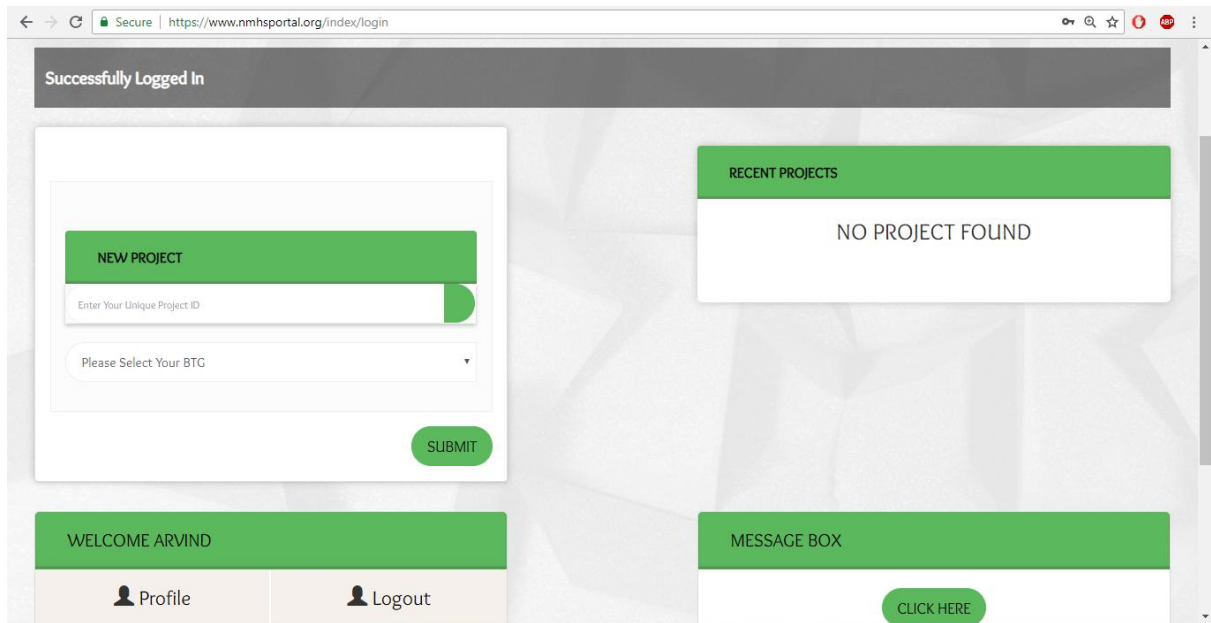 Secure | https://www.nmhsportal.org/index/login
ABP
Successfully Logged In
NEW PROJECT
Enter Your Unique Project ID
Please Select Your BTG
SUBMIT
RECENT PROJECTS
NO PROJECT FOUND
WELCOME ARVIND
Profile
Logout
MESSAGE BOX
CLICK HERE